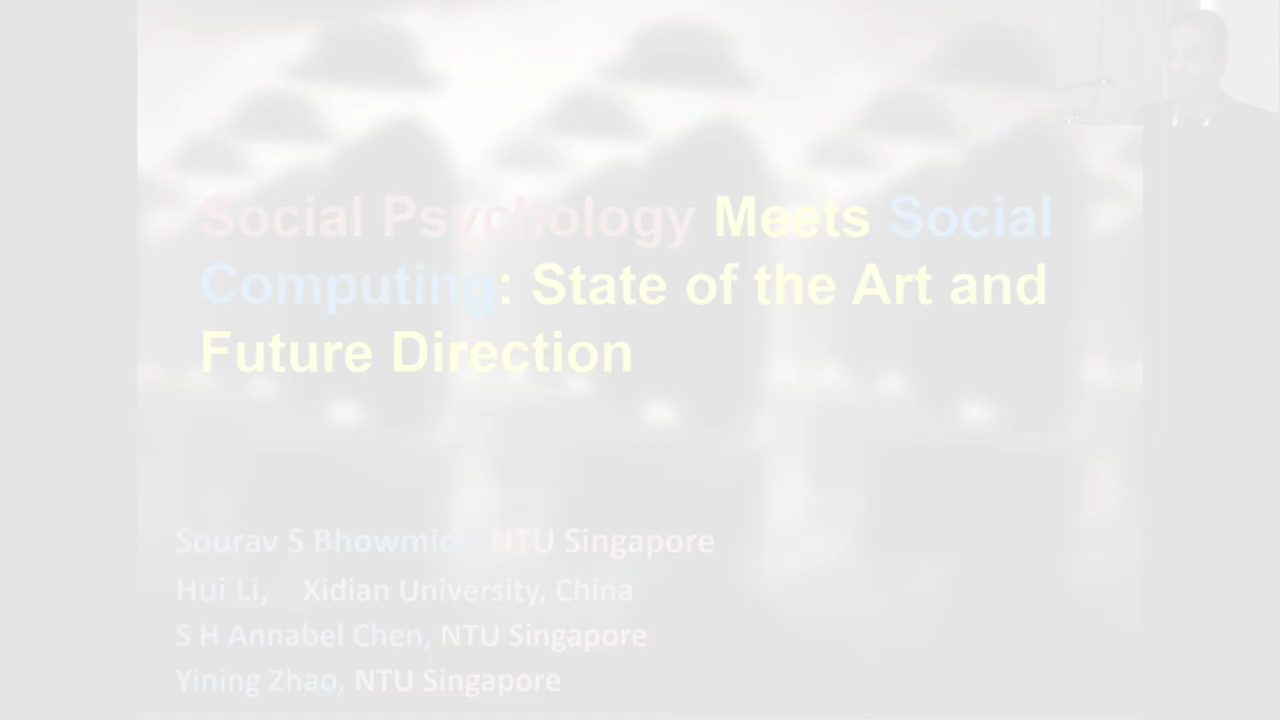 Social Psychology Meets Social
Computing: State of the Art and
Future Direction
Sourav S Bhowmick, NTU Singapore
Hui Li, Xidian University, China
S H Annabel Chen, NTU Singapore
Yining Zhao, NTU Singapore